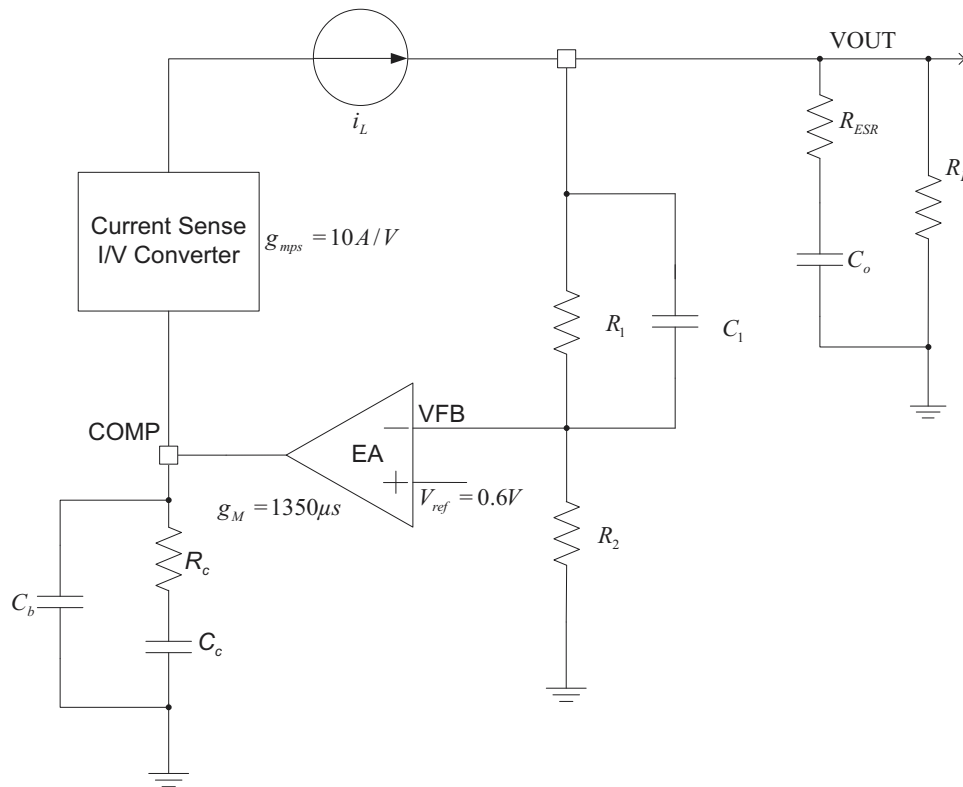 VOUT
i_L
R_ESR
Current Sense
I/V Converter
g_mps = 10A/V
C_o
R_1
C_1
COMP
VFB
EA
V_ref = 0.6V
g_M = 1350μs
R_2
R_c
C_b
C_c